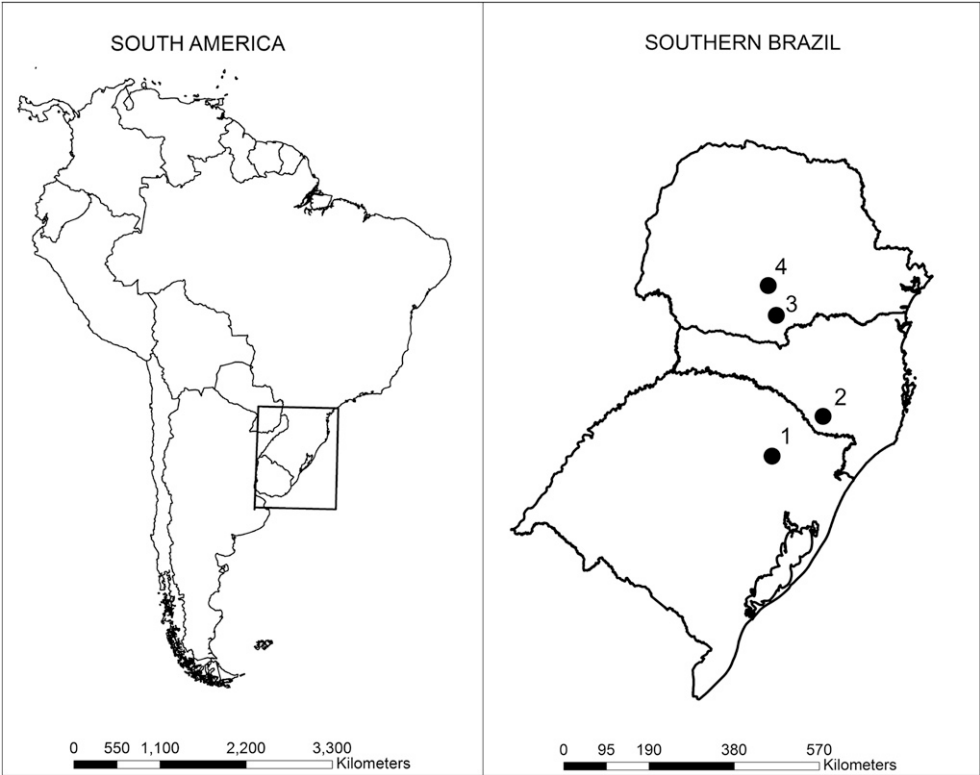 SOUTH AMERICA
0 550 1,100 2,200 3,300
Kilometers
SOUTHERN BRAZIL
4
3
2
1
0 95 190 380 570
Kilometers